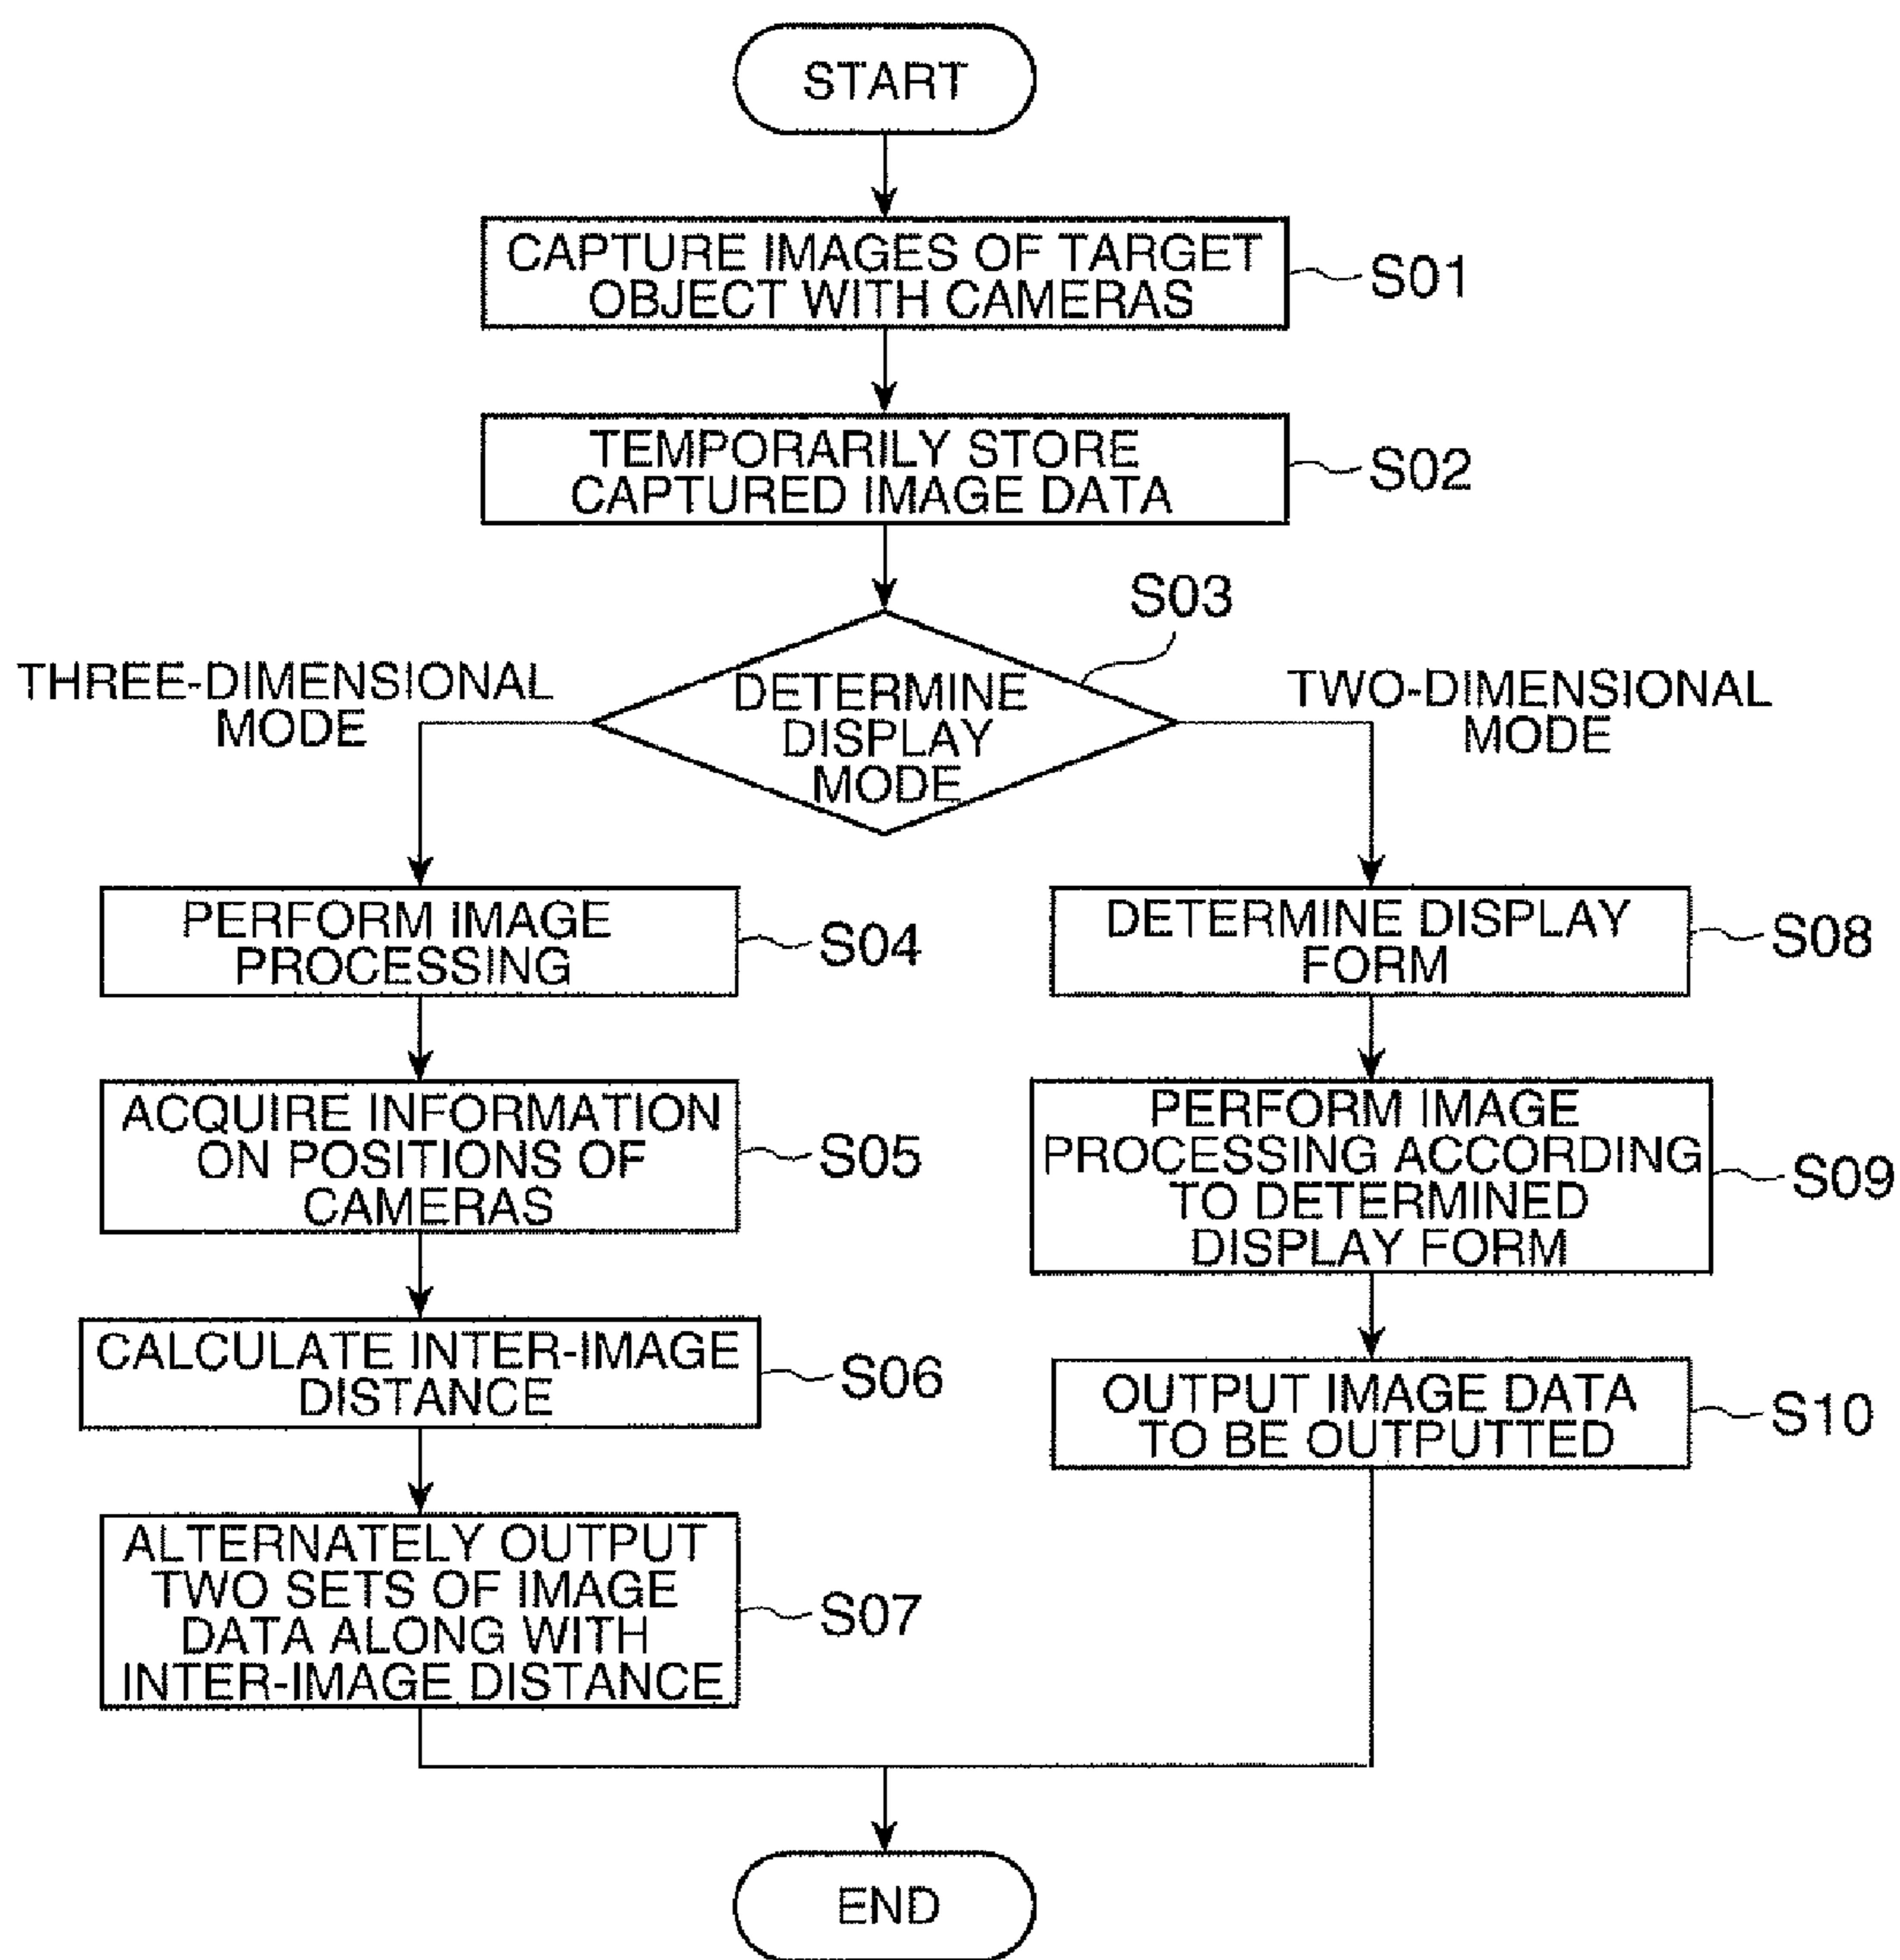 START
CAPTURE IMAGES OF TARGET
OBJECT WITH CAMERAS
S01
TEMPORARILY STORE
CAPTURED IMAGE DATA
S02
S03
DETERMINE
DISPLAY
MODE
THREE-DIMENSIONAL
MODE
TWO-DIMENSIONAL
MODE
PERFORM IMAGE
PROCESSING
S04
ACQUIRE INFORMATION
ON POSITIONS OF
CAMERAS
S05
CALCULATE INTER-IMAGE
DISTANCE
S06
ALTERNATELY OUTPUT
TWO SETS OF IMAGE
DATA ALONG WITH
INTER-IMAGE DISTANCE
S07
DETERMINE DISPLAY
FORM
S08
PERFORM IMAGE
PROCESSING ACCORDING
TO DETERMINED
DISPLAY FORM
S09
OUTPUT IMAGE DATA
TO BE OUTPUTTED
S10
END